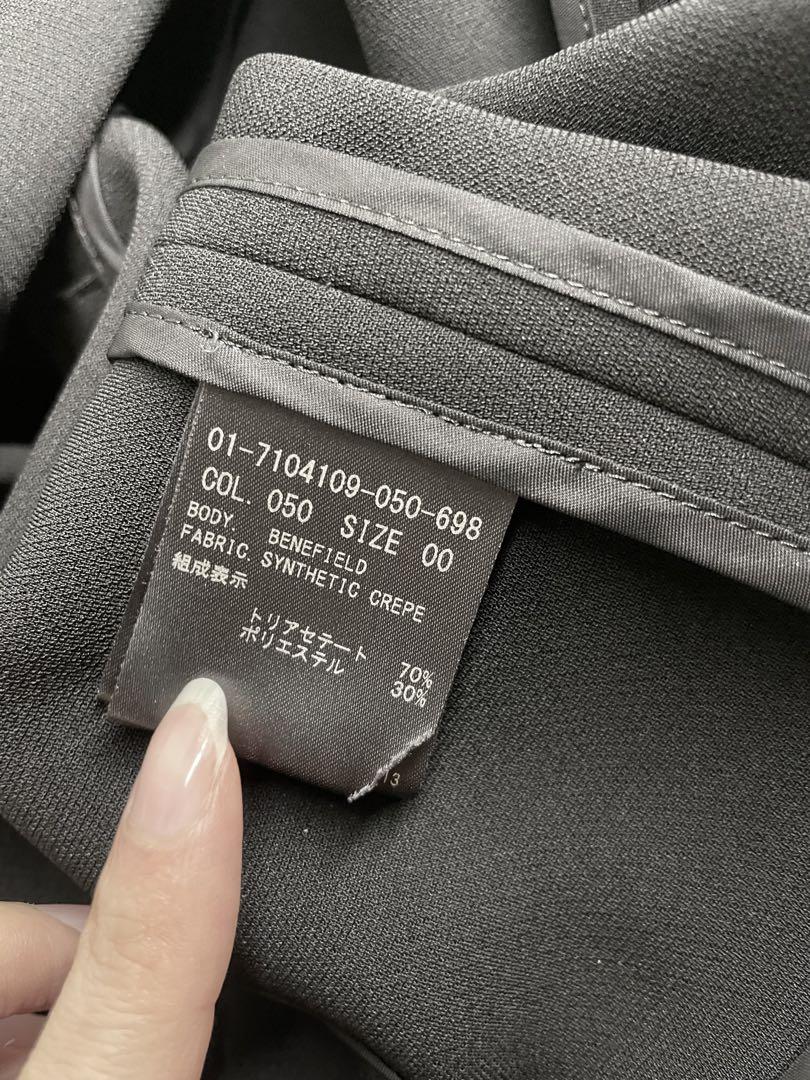 01-7104109-050-698
COL. 050 SIZE 00
BODY. BENEFIELD
FABRIC SYNTHETIC CREPE
組成表示
トリアセテート 70%
ポリエステル 30%
13